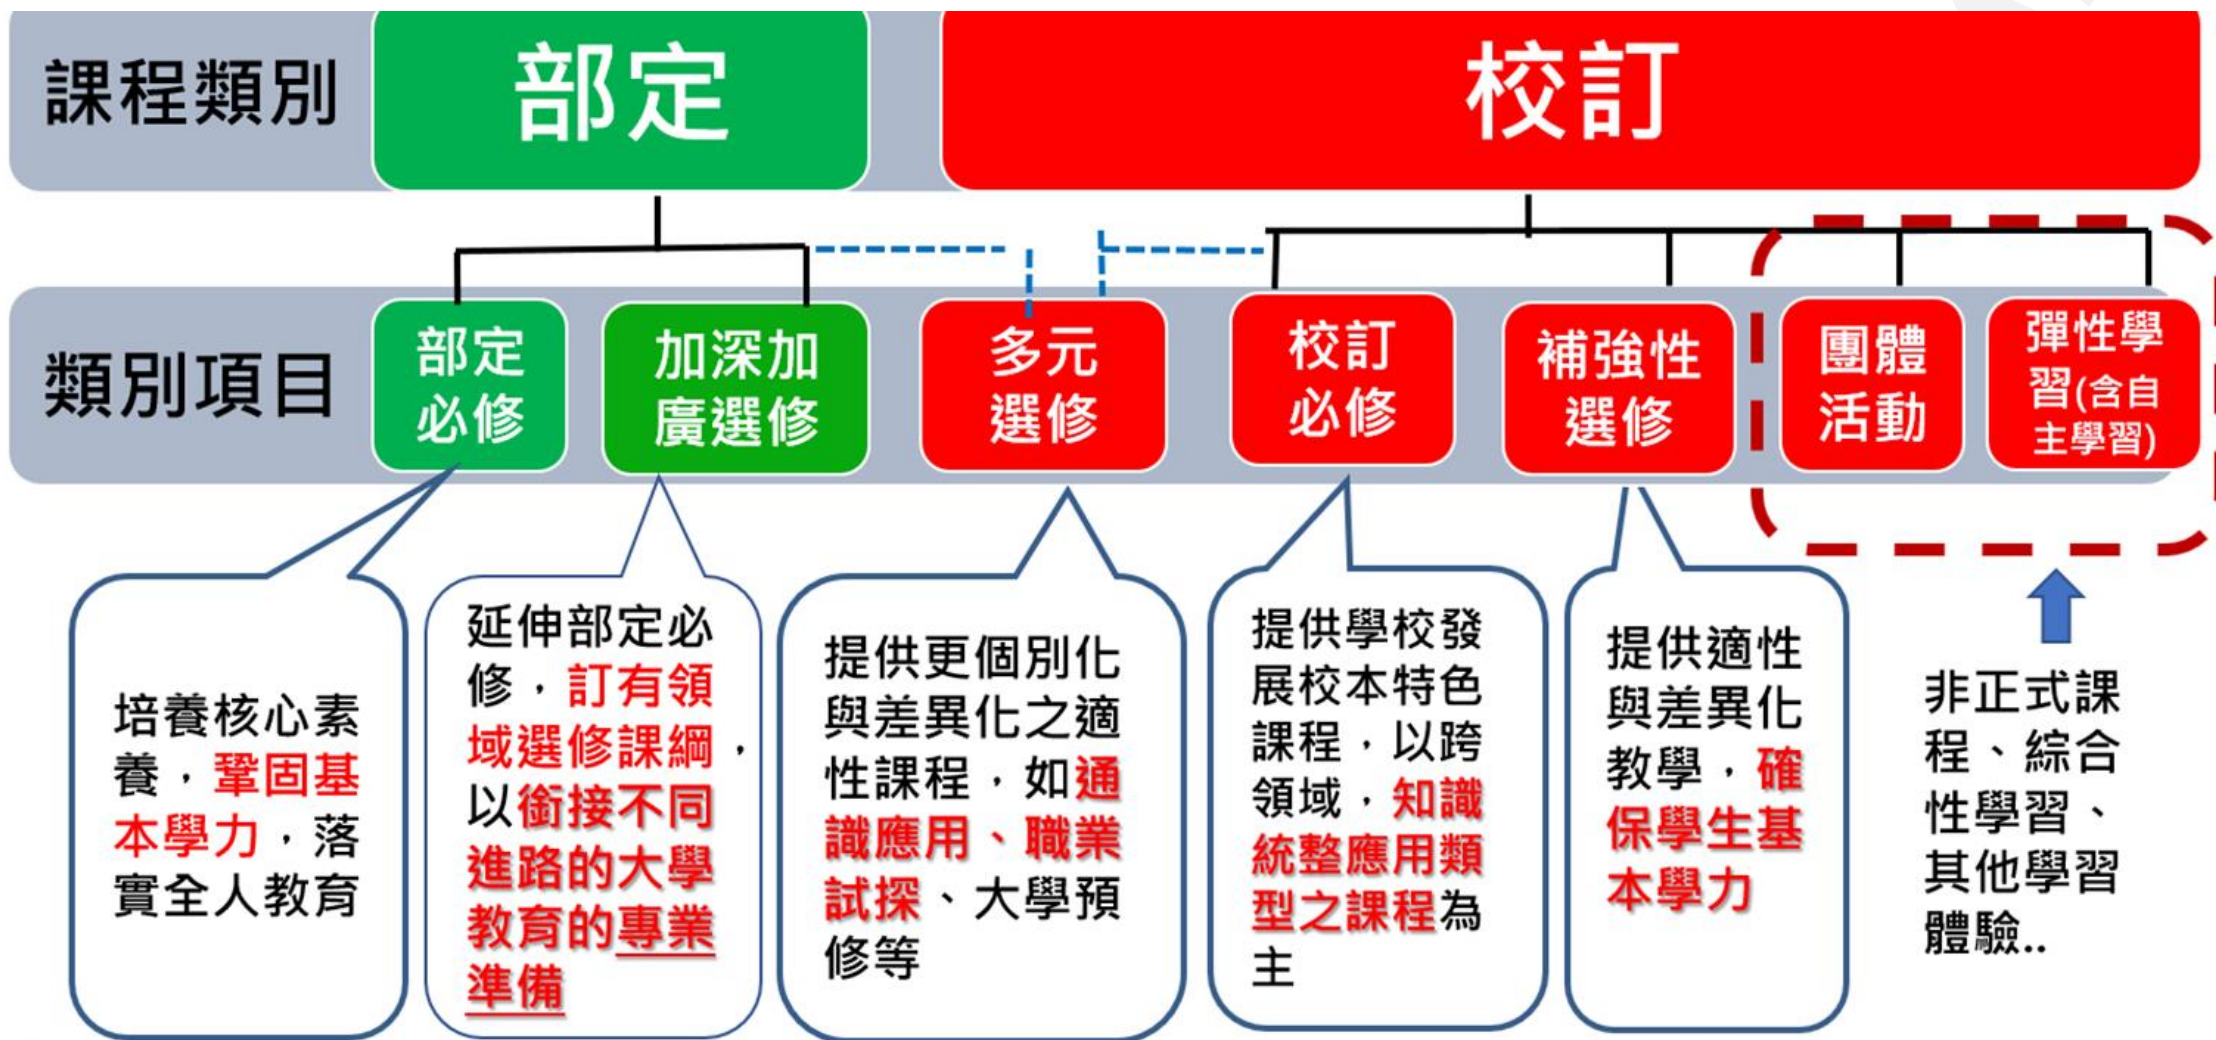 課程類別
部定
校訂
類別項目
部定
必修
加深加
廣選修
多元
選修
校訂
必修
補強性
選修
團體
活動
彈性學
習(含自
主學習)
培養核心素
養，鞏固基
本學力，落
實全人教育
延伸部定必
修，訂有領
域選修課綱，
以銜接不同
進路的大學
教育的專業
準備
提供更個別化
與差異化之適
性課程，如通
識應用、職業
試探、大學預
修等
提供學校發
展校本特色
課程，以跨
領域，知識
統整應用類
型之課程為
主
提供適性
與差異化
教學，確
保學生基
本學力
非正式課
程、綜合
性學習、
其他學習
體驗..